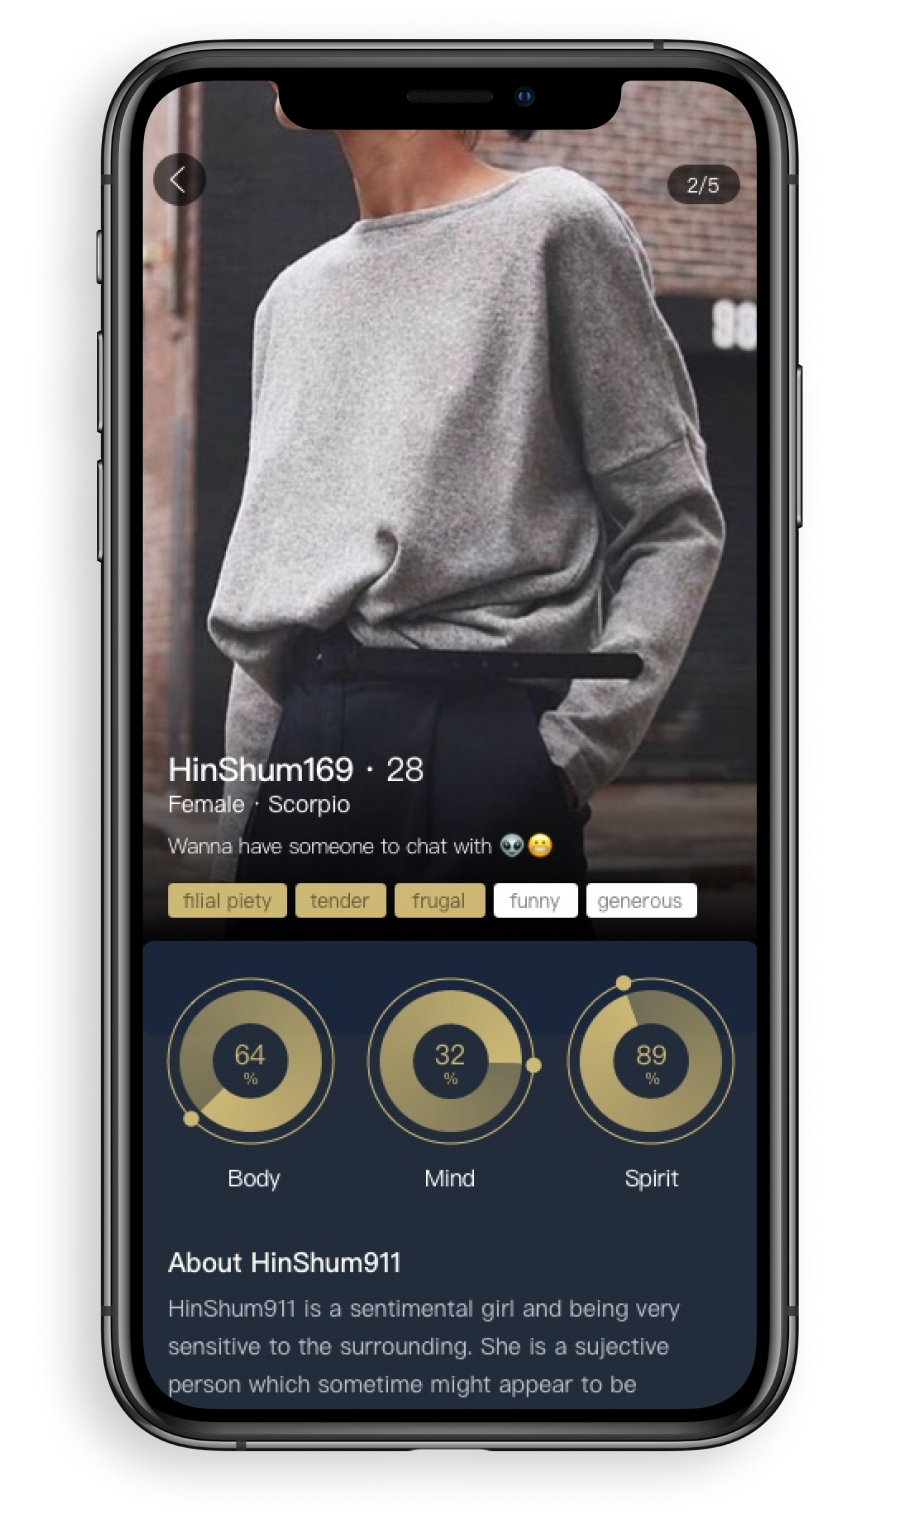 2/5
98
HinShum169 · 28
Female · Scorpio
Wanna have someone to chat with 👽😬
filial piety tender frugal funny generous
64 32 89
% % %
Body Mind Spirit
About HinShum911
HinShum911 is a sentimental girl and being very
sensitive to the surrounding. She is a sujective
person which sometime might appear to be